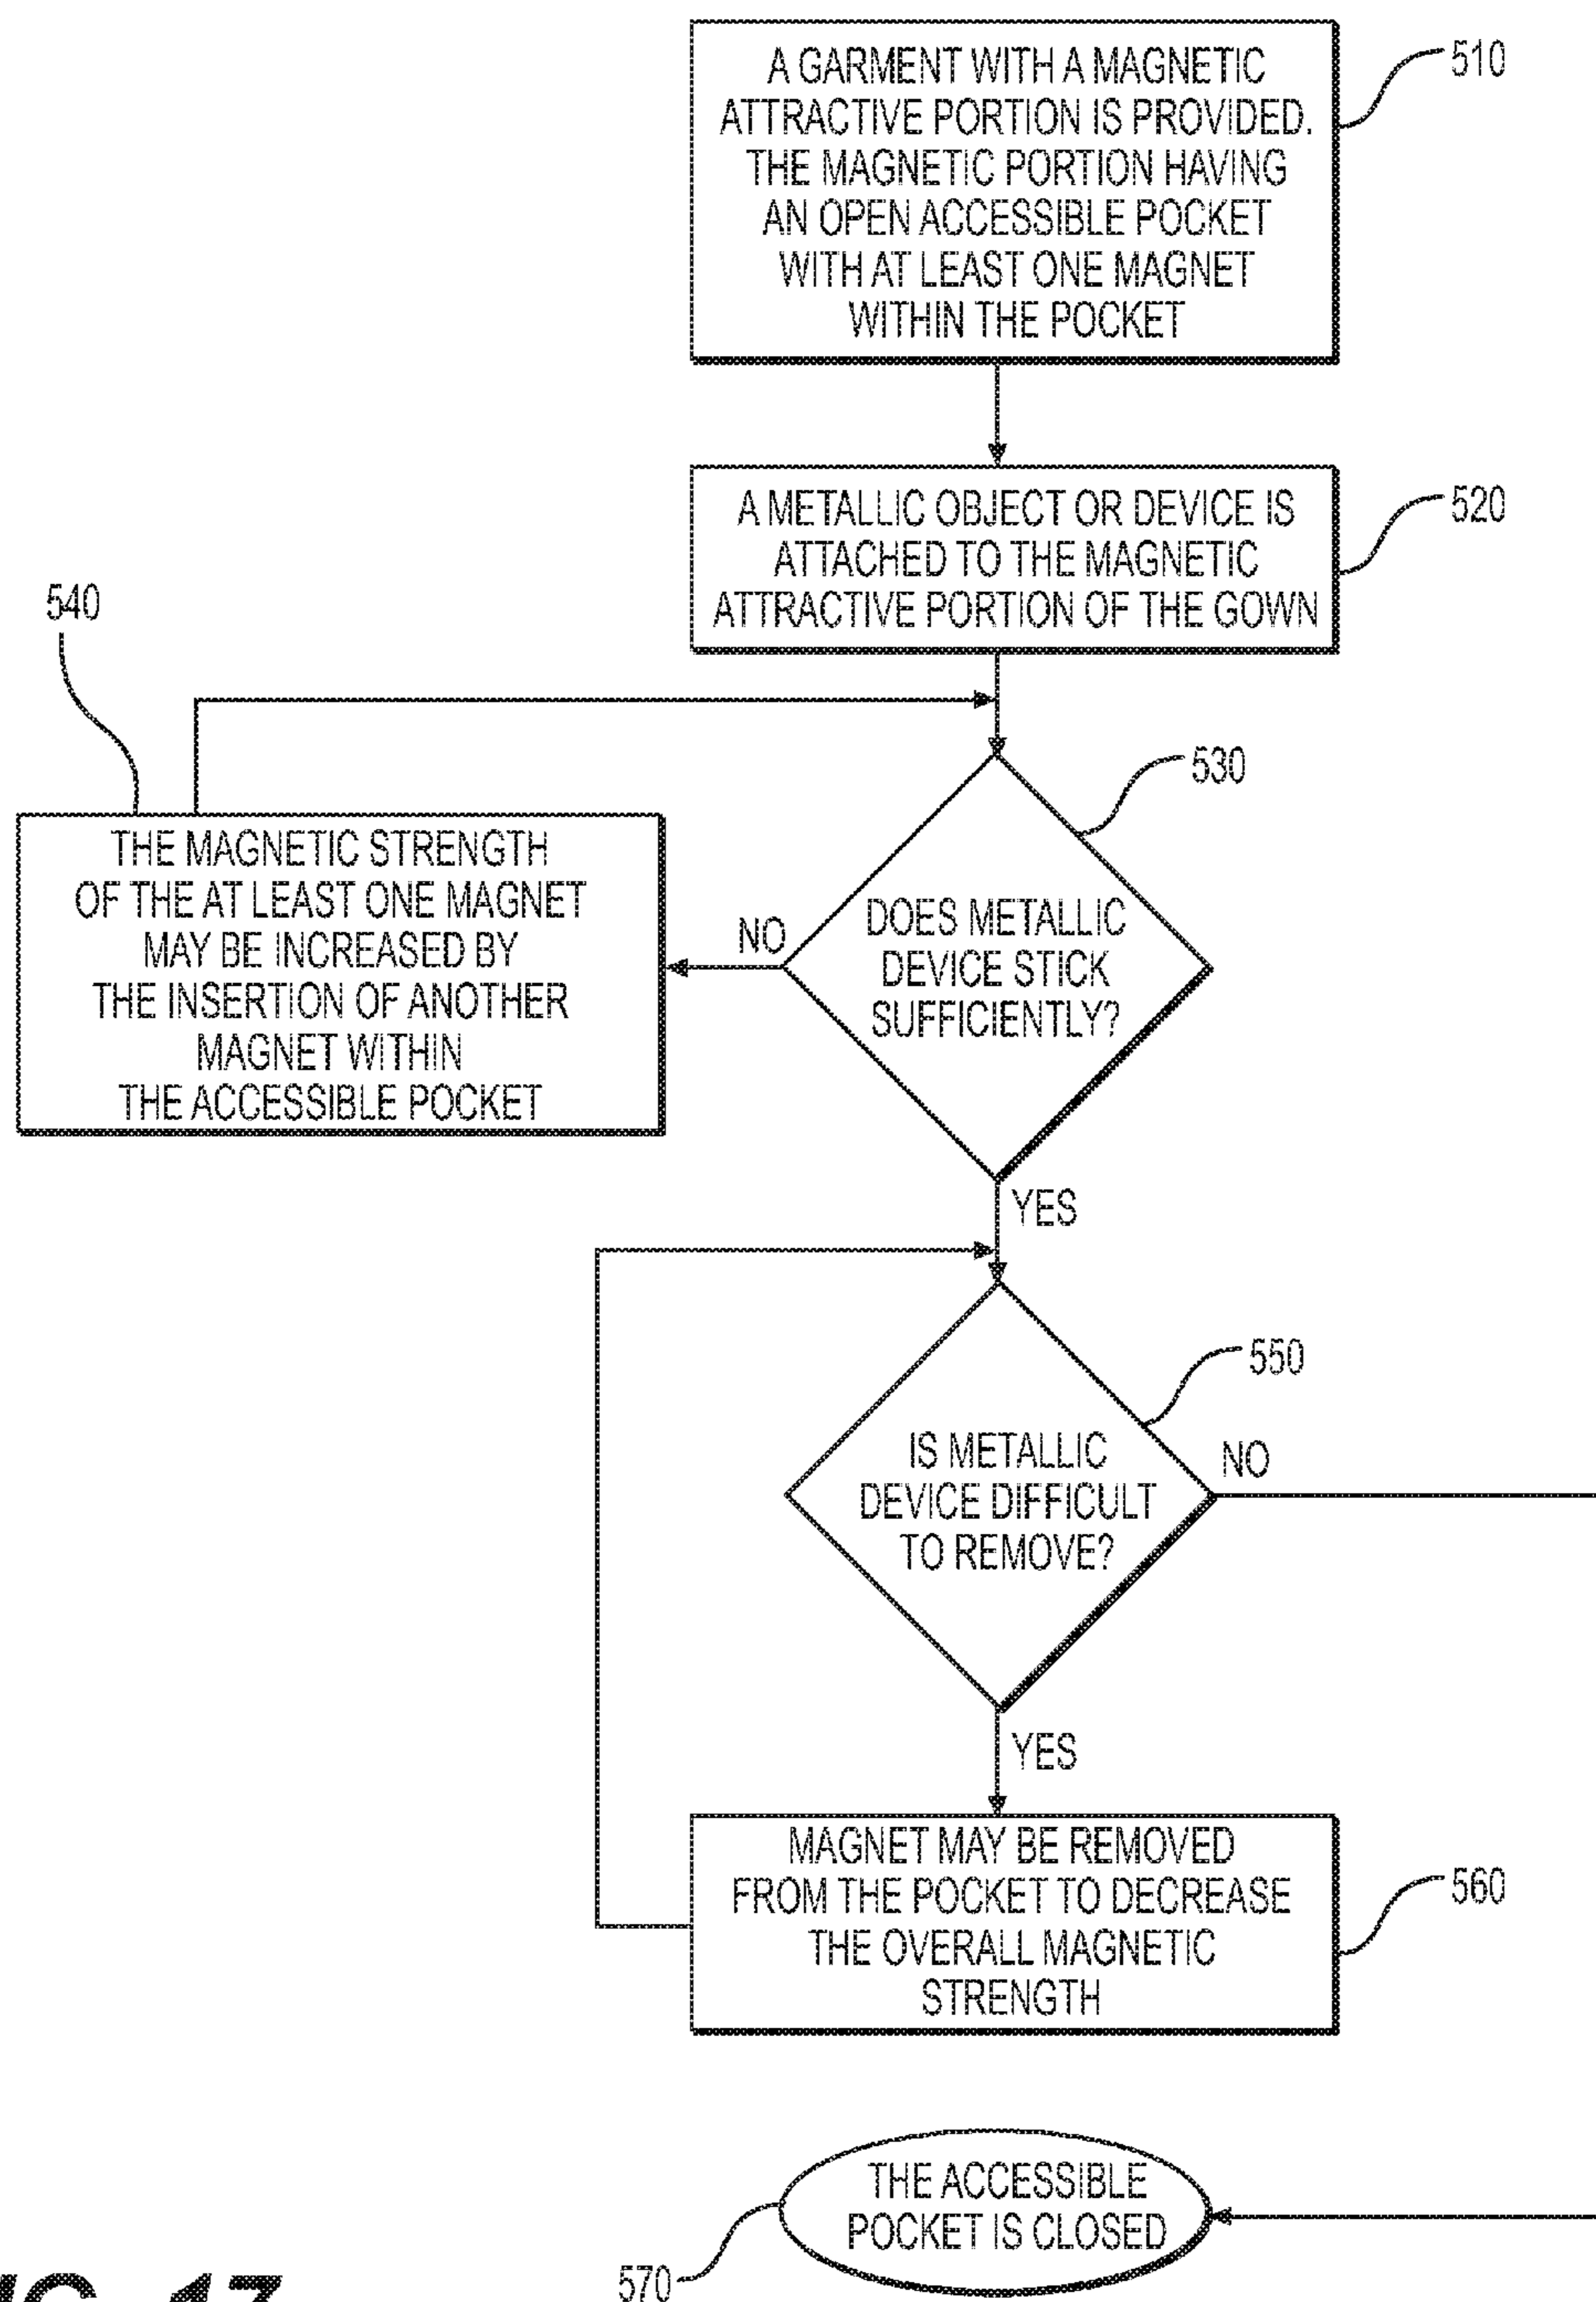 A GARMENT WITH A MAGNETIC
ATTRACTIVE PORTION IS PROVIDED.
THE MAGNETIC PORTION HAVING
AN OPEN ACCESSIBLE POCKET
WITH AT LEAST ONE MAGNET
WITHIN THE POCKET
510
A METALLIC OBJECT OR DEVICE IS
ATTACHED TO THE MAGNETIC
ATTRACTIVE PORTION OF THE GOWN
520
540
THE MAGNETIC STRENGTH
OF THE AT LEAST ONE MAGNET
MAY BE INCREASED BY
THE INSERTION OF ANOTHER
MAGNET WITHIN
THE ACCESSIBLE POCKET
NO
530
DOES METALLIC
DEVICE STICK
SUFFICIENTLY?
YES
550
IS METALLIC
DEVICE DIFFICULT
TO REMOVE?
NO
YES
MAGNET MAY BE REMOVED
FROM THE POCKET TO DECREASE
THE OVERALL MAGNETIC
STRENGTH
560
THE ACCESSIBLE
POCKET IS CLOSED
570